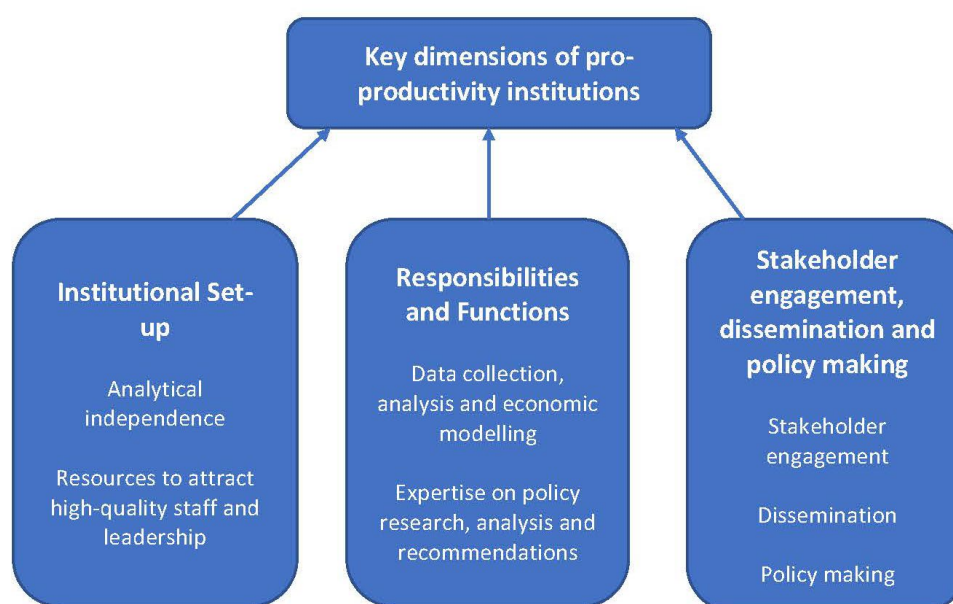 Key dimensions of pro-
productivity institutions
Institutional Set-
up
Analytical
independence
Resources to attract
high-quality staff and
leadership
Responsibilities
and Functions
Data collection,
analysis and economic
modelling
Expertise on policy
research, analysis and
recommendations
Stakeholder
engagement,
dissemination and
policy making
Stakeholder
engagement
Dissemination
Policy making